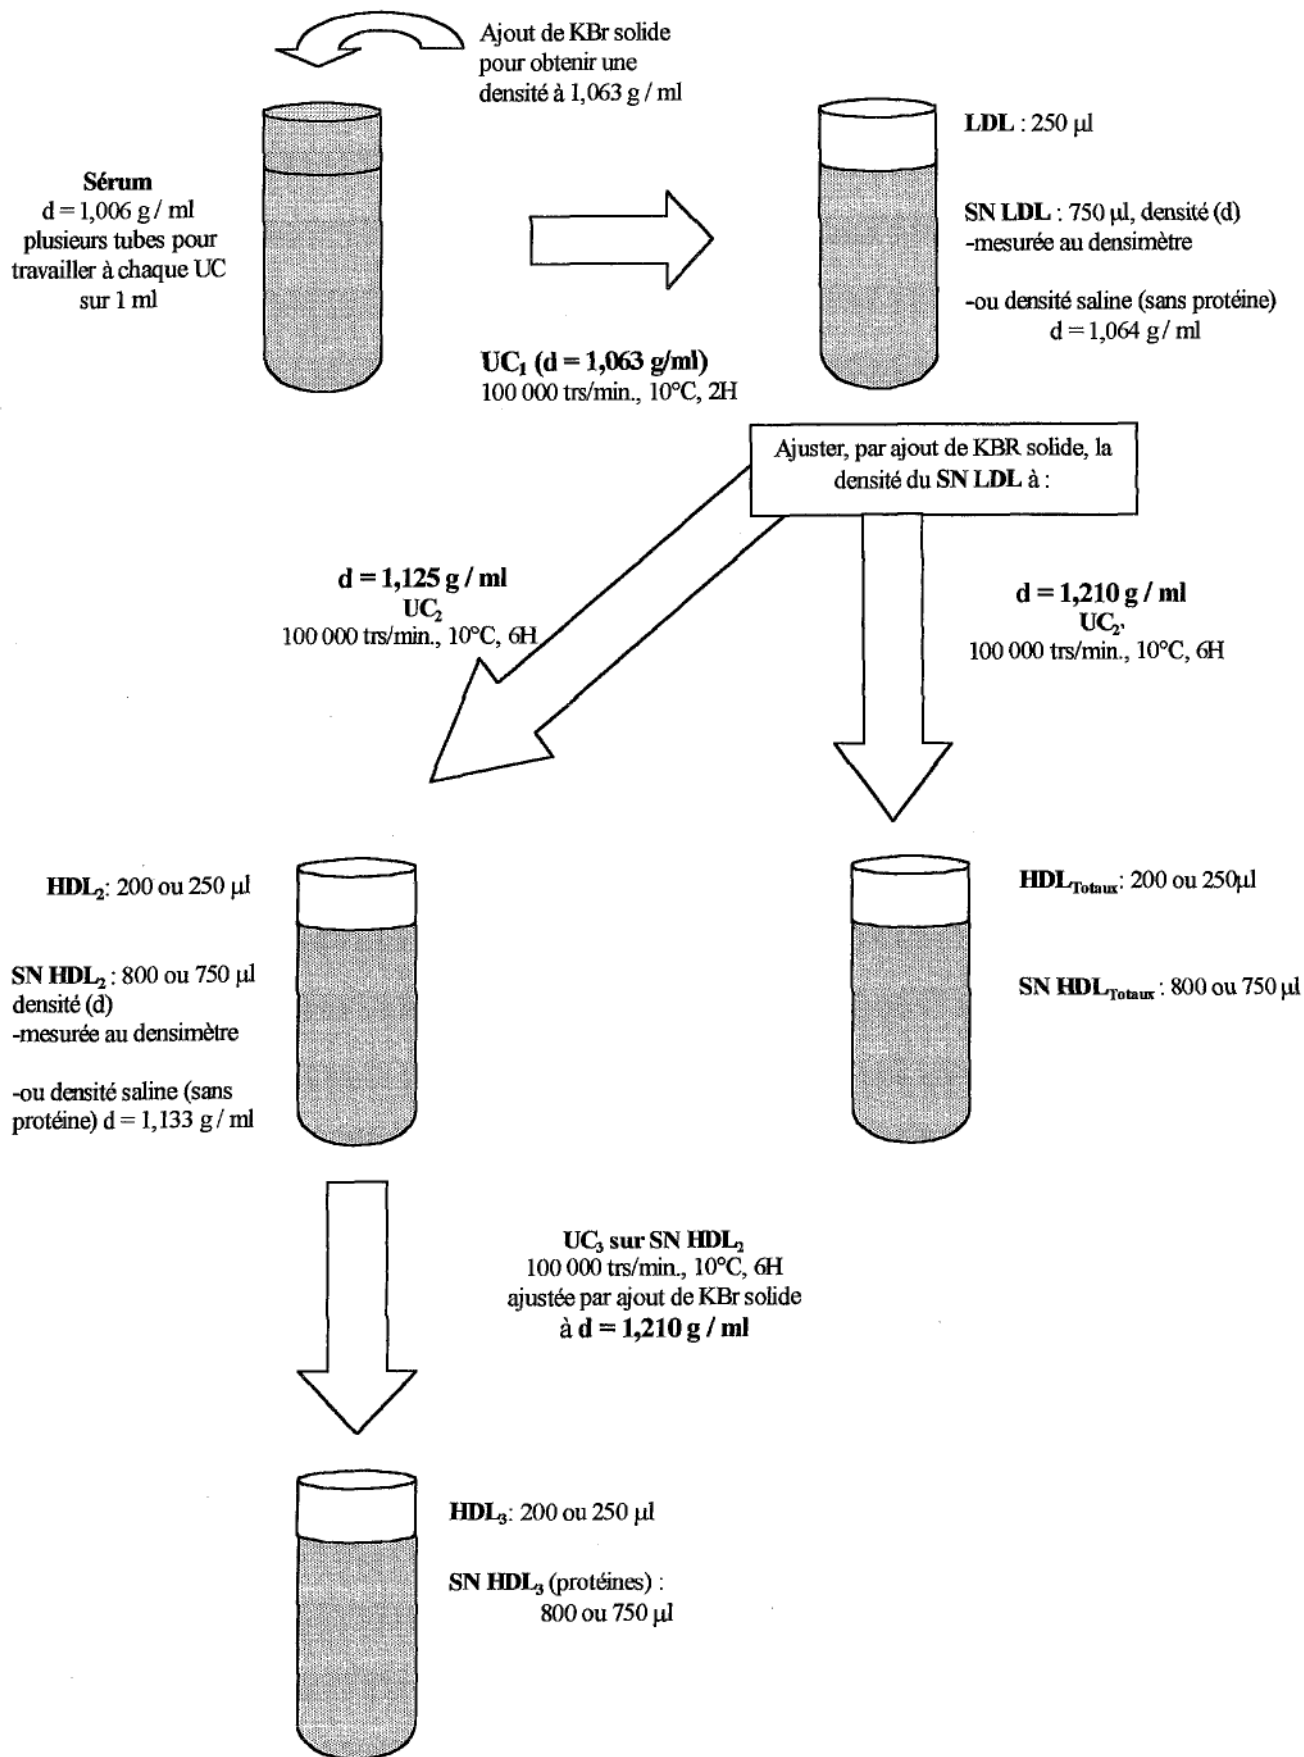 Ajout de KBr solide
pour obtenir une
densité à 1,063 g / ml
Sérum
d = 1,006 g / ml
plusieurs tubes pour
travailler à chaque UC
sur 1 ml
LDL : 250 µl
SN LDL : 750 µl, densité (d)
-mesurée au densimètre
-ou densité saline (sans protéine)
d = 1,064 g / ml
UC1 (d = 1,063 g/ml)
100 000 trs/min., 10°C, 2H
Ajuster, par ajout de KBR solide, la
densité du SN LDL à :
d = 1,125 g / ml
UC2
100 000 trs/min., 10°C, 6H
d = 1,210 g / ml
UC2'
100 000 trs/min., 10°C, 6H
HDL2: 200 ou 250 µl
SN HDL2 : 800 ou 750 µl
densité (d)
-mesurée au densimètre
-ou densité saline (sans
protéine) d = 1,133 g / ml
HDLTotaux: 200 ou 250µl
SN HDLTotaux : 800 ou 750 µl
UC3 sur SN HDL2
100 000 trs/min., 10°C, 6H
ajustée par ajout de KBr solide
à d = 1,210 g / ml
HDL3: 200 ou 250 µl
SN HDL3 (protéines) :
800 ou 750 µl